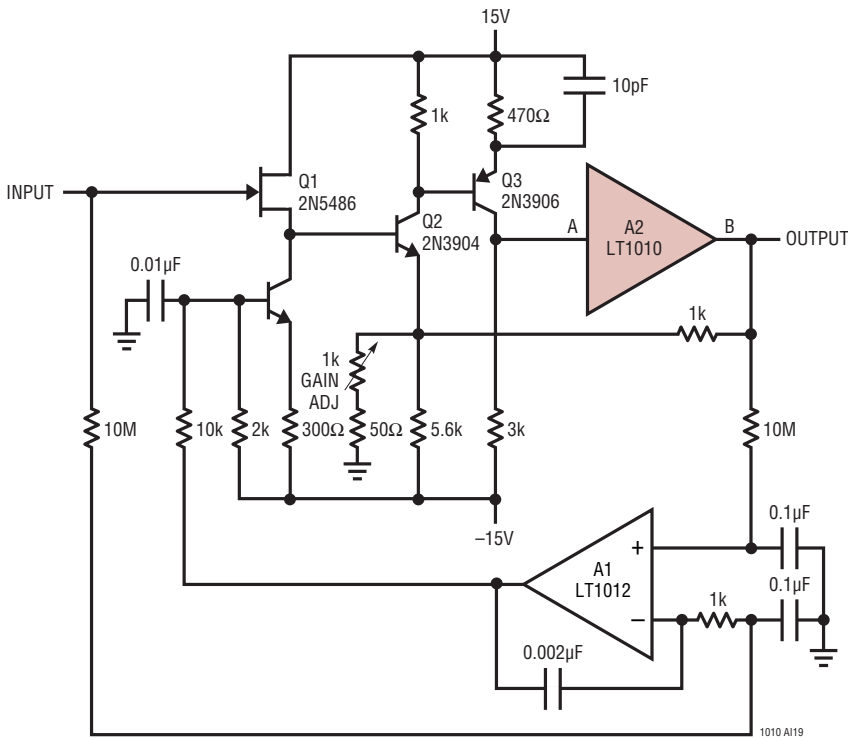 15V
10pF
1k
470Ω
Q1
2N5486
Q3
2N3906
INPUT
Q2
2N3904
A
A2
LT1010
B
OUTPUT
0.01µF
1k
GAIN
ADJ
1k
10M
10k
2k
300Ω
50Ω
5.6k
3k
10M
–15V
0.1µF
+
A1
LT1012
0.1µF
1k
–
0.002µF
1010 AI19